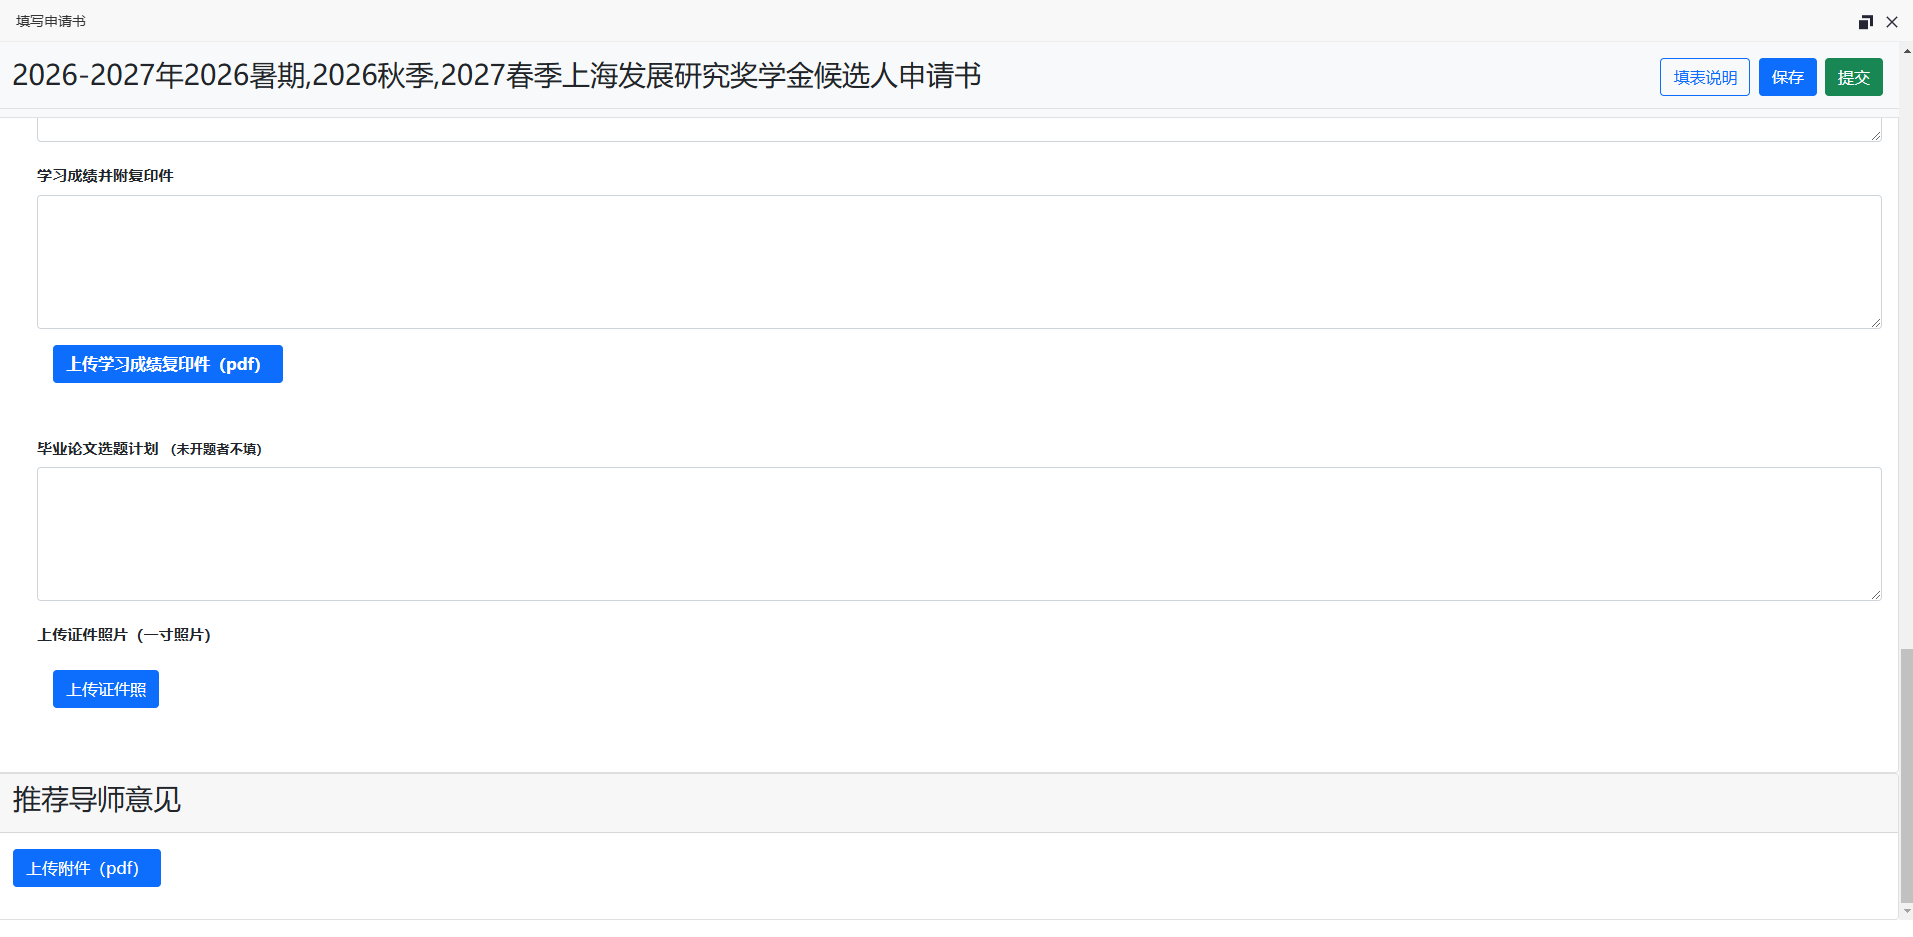 填写申请书
2026-2027年2026暑期,2026秋季,2027春季上海发展研究奖学金候选人申请书
填表说明 保存 提交
学习成绩并附复印件
上传学习成绩复印件（pdf）
毕业论文选题计划 （未开题者不填）
上传证件照片（一寸照片）
上传证件照
推荐导师意见
上传附件（pdf）